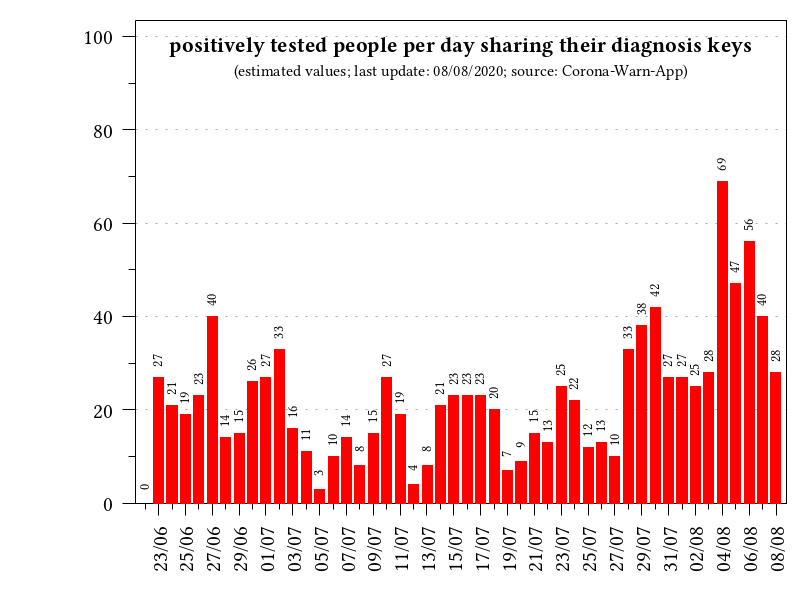 positively tested people per day sharing their diagnosis keys
(estimated values; last update: 08/08/2020; source: Corona-Warn-App)
100
80
60
40
20
0
0 27 21 19 23 40 14 15 26 27 33 16 11 3 10 14 8 15 27 19 4 8 21 23 23 23 20 7 9 15 13 25 22 12 13 10 33 38 42 27 27 25 28 69 47 56 40 28
23/06 25/06 27/06 29/06 01/07 03/07 05/07 07/07 09/07 11/07 13/07 15/07 17/07 19/07 21/07 23/07 25/07 27/07 29/07 31/07 02/08 04/08 06/08 08/08